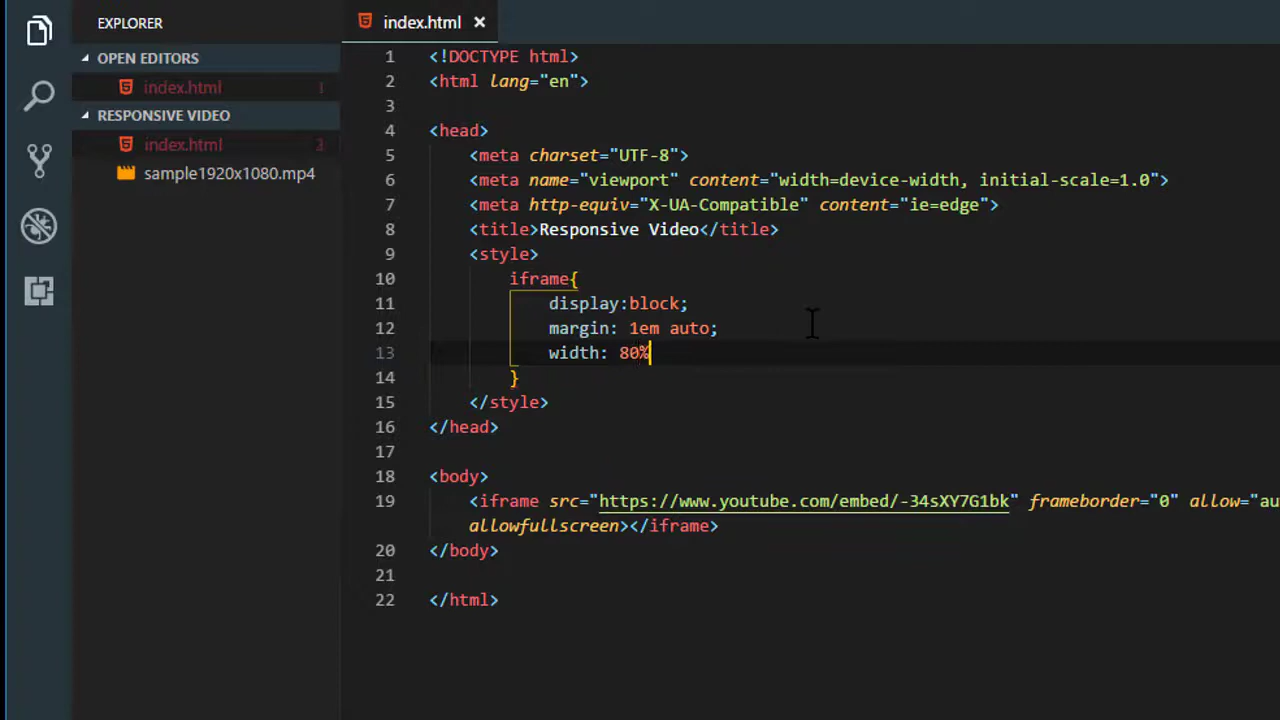 EXPLORER
OPEN EDITORS
index.html 1
RESPONSIVE VIDEO
index.html 2
sample1920x1080.mp4
index.html ×
1 <!DOCTYPE html>
2 <html lang="en">
3
4 <head>
5 <meta charset="UTF-8">
6 <meta name="viewport" content="width=device-width, initial-scale=1.0">
7 <meta http-equiv="X-UA-Compatible" content="ie=edge">
8 <title>Responsive Video</title>
9 <style>
10 iframe{
11 display:block;
12 margin: 1em auto;
13 width: 80%
14 }
15 </style>
16 </head>
17
18 <body>
19 <iframe src="https://www.youtube.com/embed/-34sXY7G1bk" frameborder="0" allow="au
allowfullscreen></iframe>
20 </body>
21
22 </html>